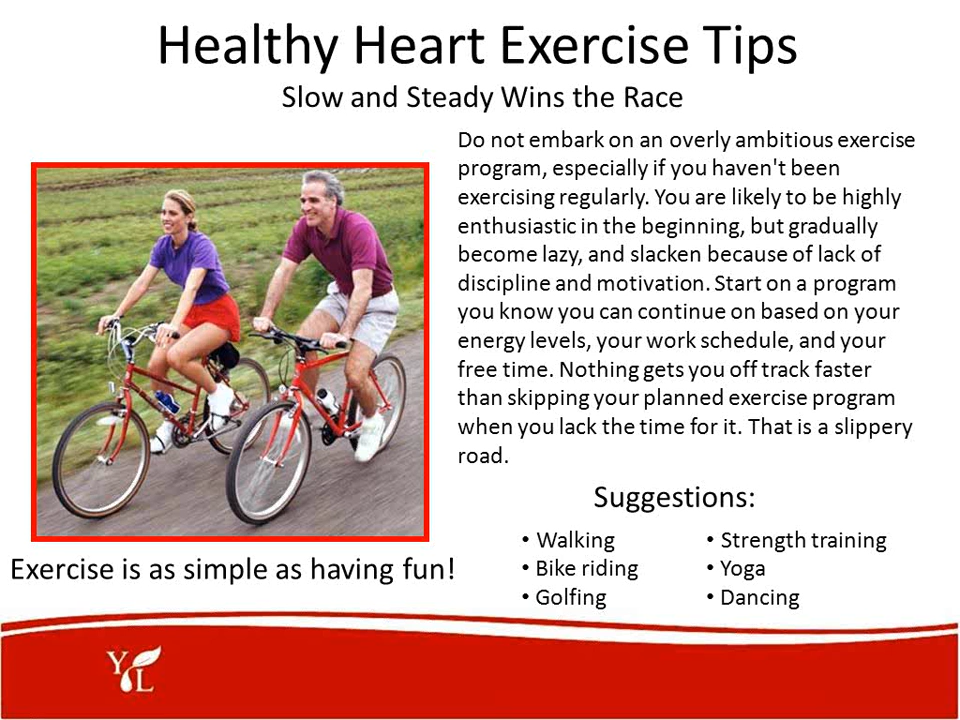 Healthy Heart Exercise Tips
Slow and Steady Wins the Race
Do not embark on an overly ambitious exercise
program, especially if you haven't been
exercising regularly. You are likely to be highly
enthusiastic in the beginning, but gradually
become lazy, and slacken because of lack of
discipline and motivation. Start on a program
you know you can continue on based on your
energy levels, your work schedule, and your
free time. Nothing gets you off track faster
than skipping your planned exercise program
when you lack the time for it. That is a slippery
road.
Suggestions:
• Walking
• Bike riding
• Golfing
• Strength training
• Yoga
• Dancing
Exercise is as simple as having fun!
YL